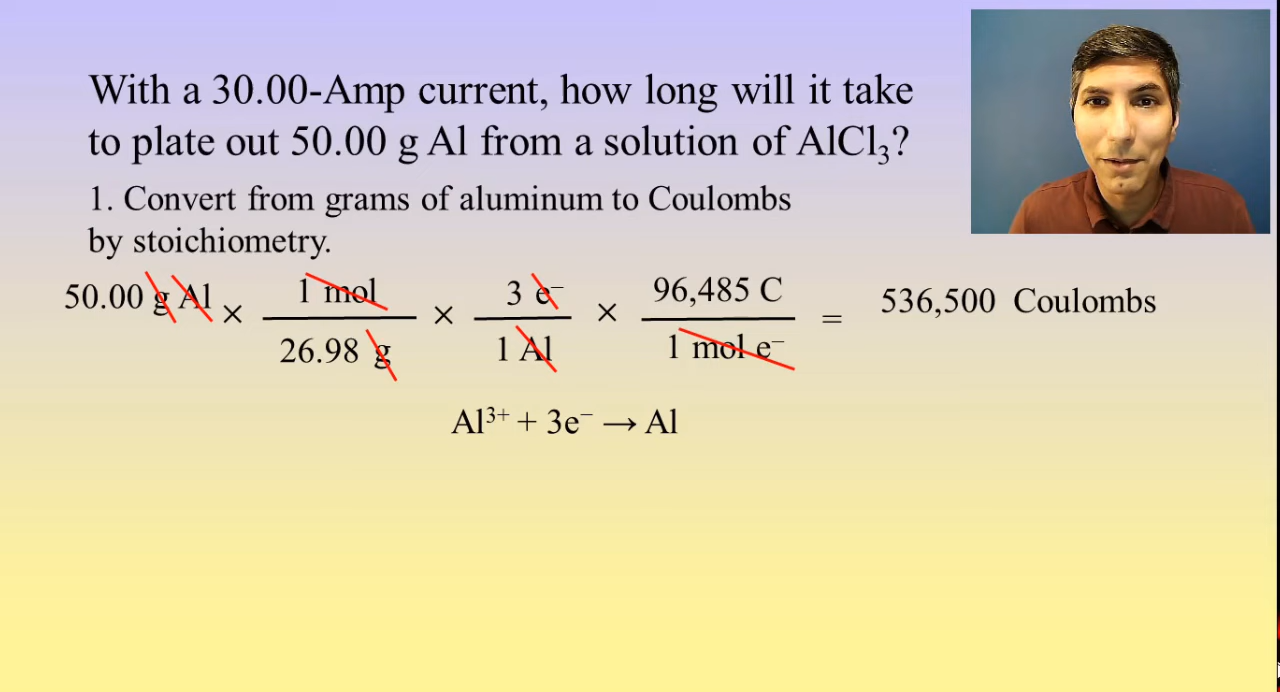 With a 30.00-Amp current, how long will it take
to plate out 50.00 g Al from a solution of AlCl₃?
1. Convert from grams of aluminum to Coulombs
by stoichiometry.
50.00 g Al × 1 mol / 26.98 g × 3 e⁻ / 1 Al × 96,485 C / 1 mol e⁻ = 536,500 Coulombs
Al³⁺ + 3e⁻ → Al